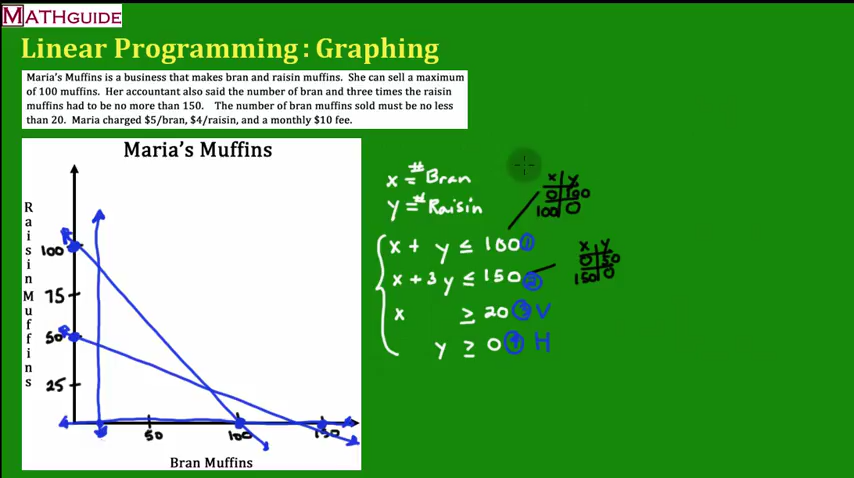 MATHGUIDE
Linear Programming: Graphing
Maria's Muffins is a business that makes bran and raisin muffins. She can sell a maximum
of 100 muffins. Her accountant also said the number of bran and three times the raisin
muffins had to be no more than 150. The number of bran muffins sold must be no less
than 20. Maria charged $5/bran, $4/raisin, and a monthly $10 fee.
Maria's Muffins
Raisin Muffins
100
75
50
25
50 100 150
Bran Muffins
x = # Bran
y = # Raisin
x + y ≤ 100 ①
x + 3y ≤ 150 ②
x ≥ 20 ③ V
y ≥ 0 ④ H
x y
0 100
100 0
x y
0 50
150 0